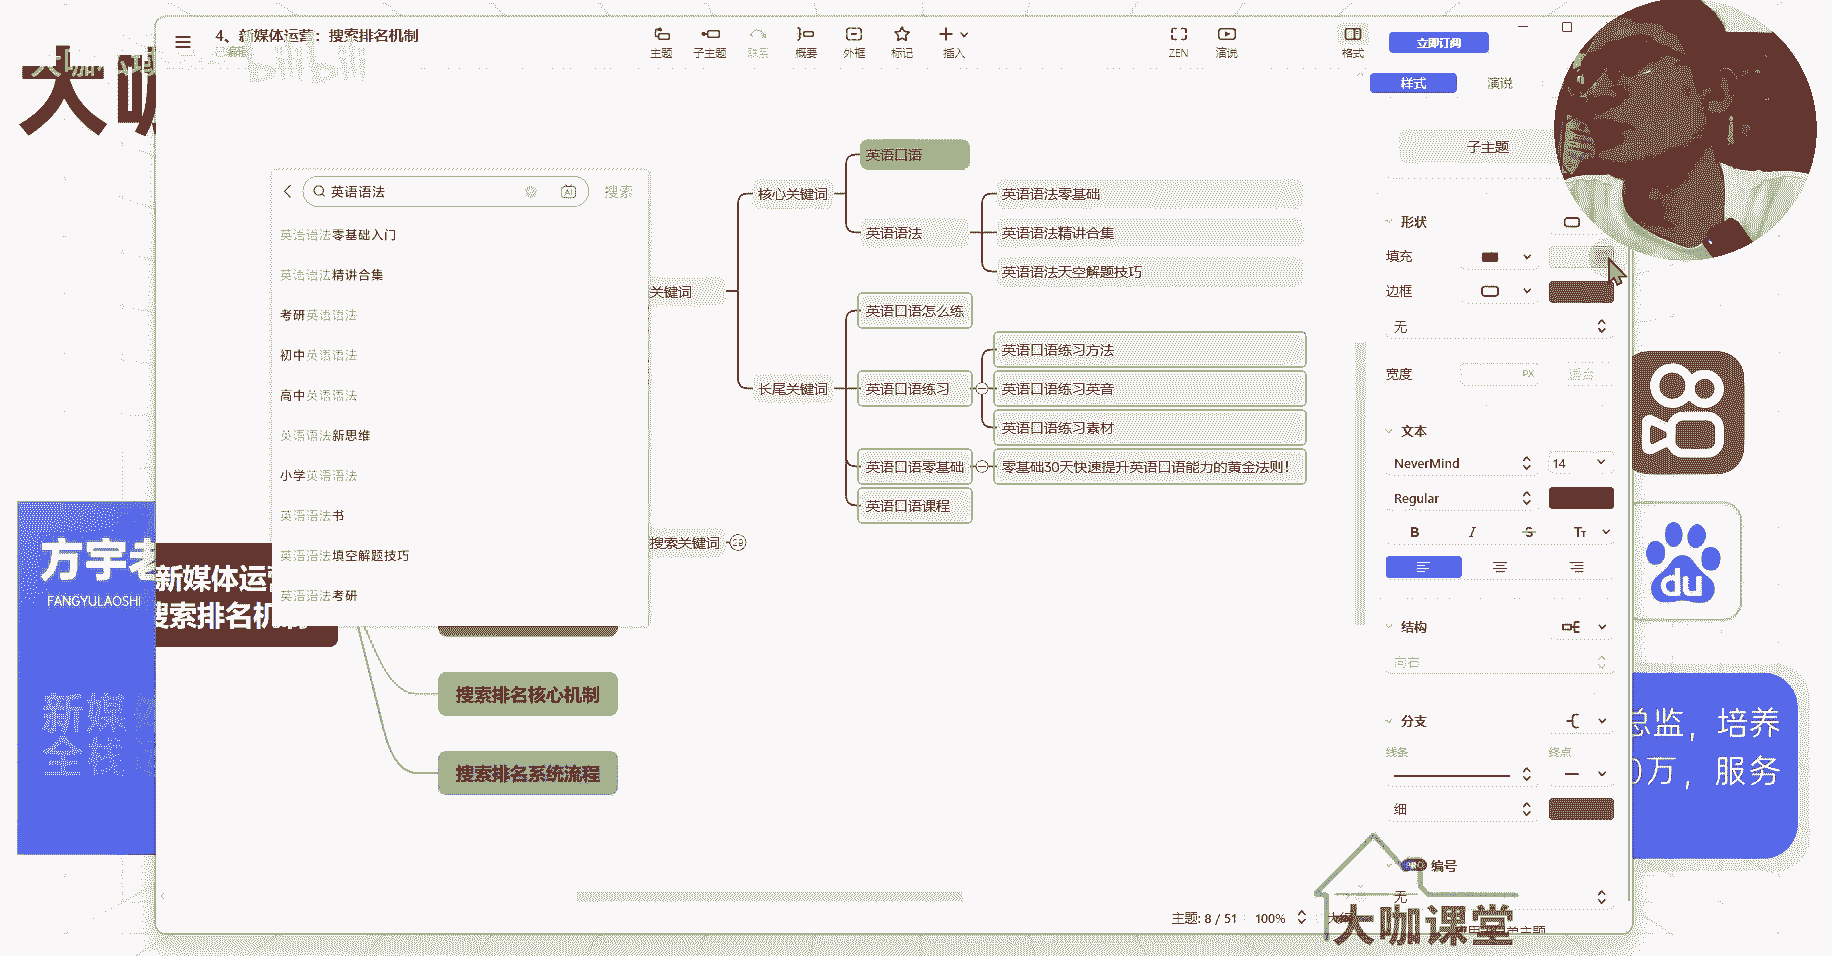 4、新媒体运营：搜索排名机制
已编辑
bilibili
主题
子主题
联系
概要
外框
标记
插入
ZEN
演说
格式
立即订阅
样式
演说
大咖
英语语法
搜索
英语语法零基础入门
英语语法精讲合集
考研英语语法
初中英语语法
高中英语语法
英语语法新思维
小学英语语法
英语语法书
英语语法填空解题技巧
英语语法考研
关键词
核心关键词
英语口语
英语语法
英语语法零基础
英语语法精讲合集
英语语法天空解题技巧
长尾关键词
英语口语怎么练
英语口语练习
英语口语练习方法
英语口语练习英音
英语口语练习素材
英语口语零基础
零基础30天快速提升英语口语能力的黄金法则！
英语口语课程
搜索关键词
29
新媒体运营
搜索排名机制
搜索排名核心机制
搜索排名系统流程
子主题
形状
填充
边框
无
宽度
PX
适合
文本
NeverMind
14
Regular
B
I
S
TT
结构
向右
分支
线条
终点
细
编号
无
主题: 8 / 51
100%
大咖课堂
方宇老
FANGYULAOSHI
新媒体
全栈
du
总监，培养
0万，服务